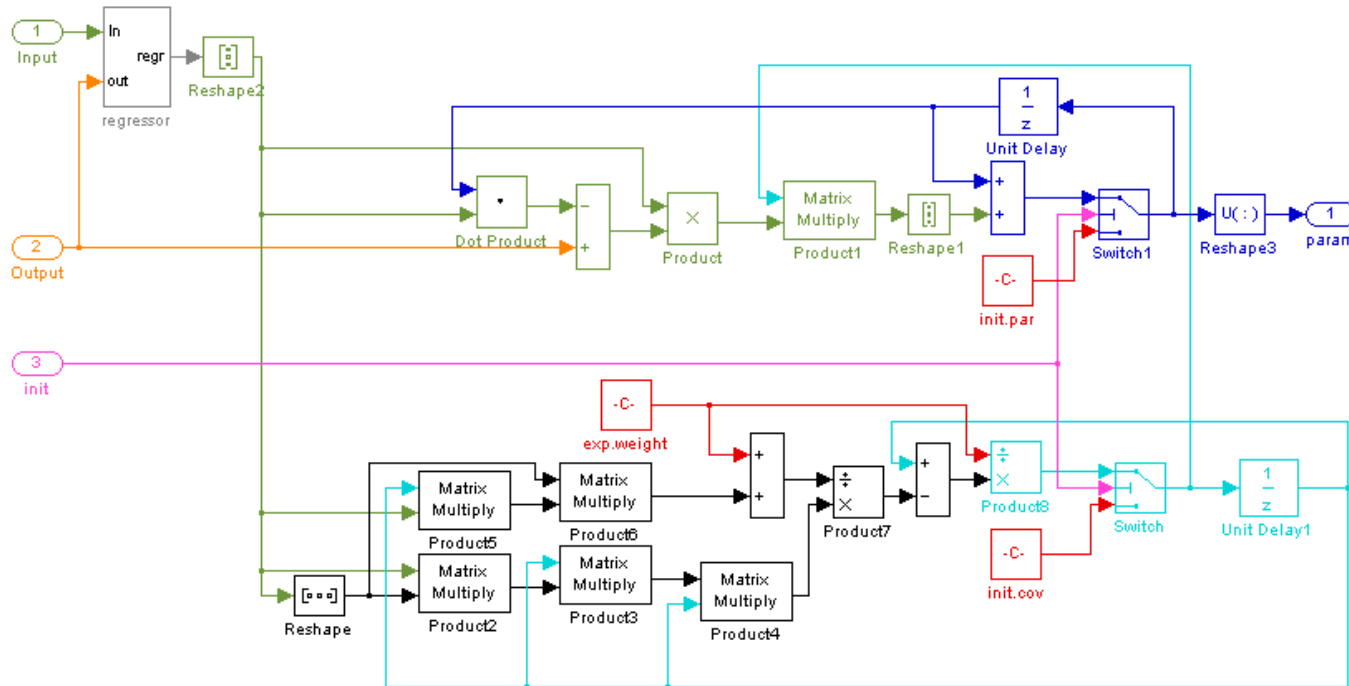 1
Input
In
out
regr
regressor
[:]
Reshape2
1
z
Unit Delay
+
+
•
Dot Product
−
+
×
Product
Matrix
Multiply
Product1
[:]
Reshape1
Switch1
U( : )
Reshape3
1
param
2
Output
-C-
init.par
3
init
-C-
exp.weight
+
+
÷
×
Product7
+
−
÷
×
Product8
Switch
1
z
Unit Delay1
-C-
init.cov
Matrix
Multiply
Product5
Matrix
Multiply
Product6
Matrix
Multiply
Product2
Matrix
Multiply
Product3
Matrix
Multiply
Product4
[•••]
Reshape